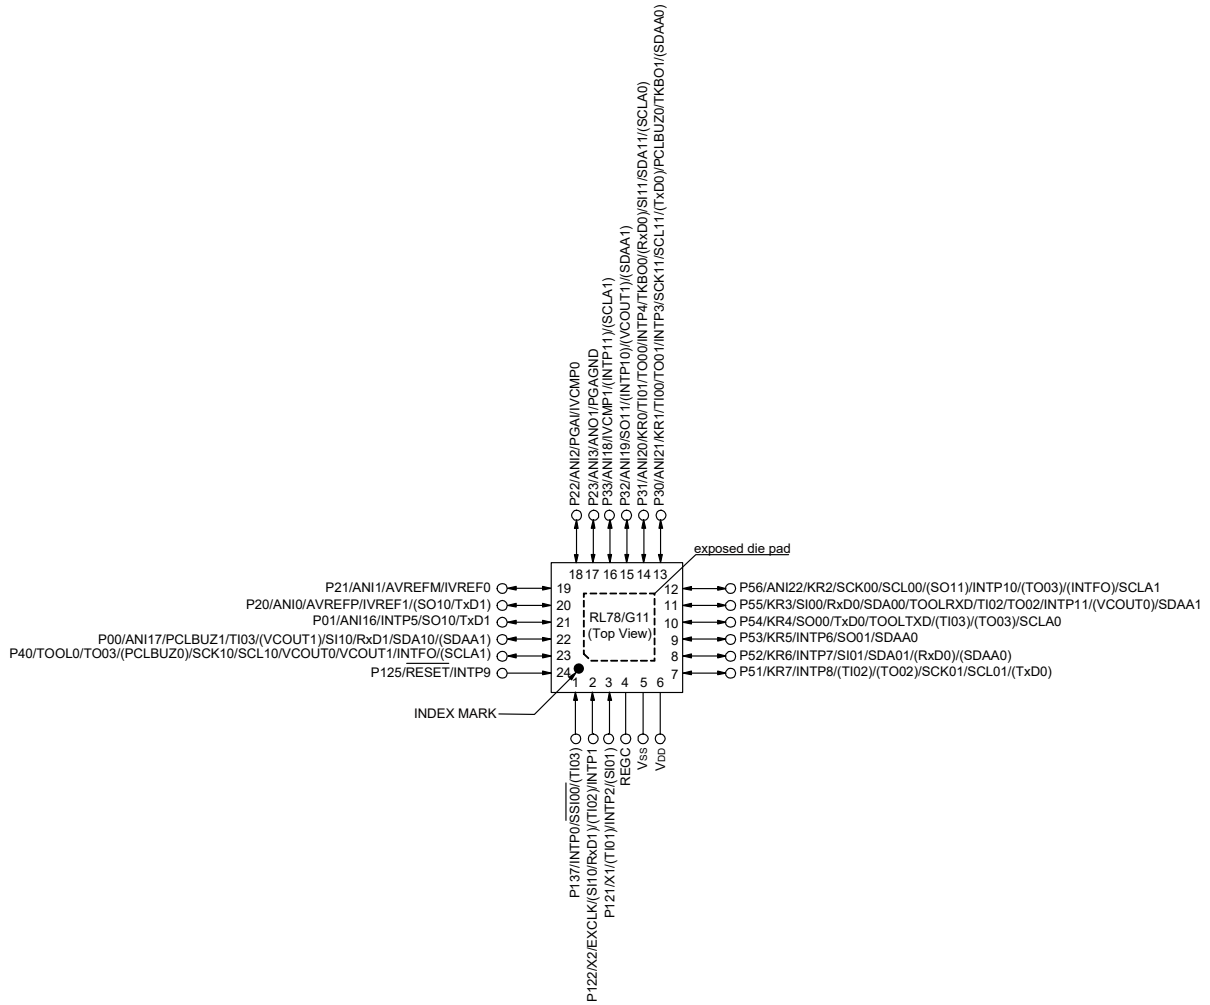 P22/ANI2/PGAI/IVCMP0
P23/ANI3/ANO1/PGAGND
P33/ANI18/IVCMP1/(INTP11)/(SCLA1)
P32/ANI19/SO11/(INTP10)/(VCOUT1)/(SDAA1)
P31/ANI20/KR0/TI01/TO00/INTP4/TKBO0/(RxD0)/SI11/SDA11/(SCLA0)
P30/ANI21/KR1/TI00/TO01/INTP3/SCK11/SCL11/(TxD0)/PCLBUZ0/TKBO1/(SDAA0)
exposed die pad
18 17 16 15 14 13
P21/ANI1/AVREFM/IVREF0 19
12 P56/ANI22/KR2/SCK00/SCL00/(SO11)/INTP10/(TO03)/(INTFO)/SCLA1
P20/ANI0/AVREFP/IVREF1/(SO10/TxD1) 20
11 P55/KR3/SI00/RxD0/SDA00/TOOLRXD/TI02/TO02/INTP11/(VCOUT0)/SDAA1
P01/ANI16/INTP5/SO10/TxD1 21
10 P54/KR4/SO00/TxD0/TOOLTXD/(TI03)/(TO03)/SCLA0
P00/ANI17/PCLBUZ1/TI03/(VCOUT1)/SI10/RxD1/SDA10/(SDAA1) 22
9 P53/KR5/INTP6/SO01/SDAA0
P40/TOOL0/TO03/(PCLBUZ0)/SCK10/SCL10/VCOUT0/VCOUT1/INTFO/(SCLA1) 23
8 P52/KR6/INTP7/SI01/SDA01/(RxD0)/(SDAA0)
P125/RESET/INTP9 24
7 P51/KR7/INTP8/(TI02)/(TO02)/SCK01/SCL01/(TxD0)
RL78/G11
(Top View)
1 2 3 4 5 6
INDEX MARK
P137/INTP0/SSI00/(TI03)
P122/X2/EXCLK/(SI10/RxD1)/(TI02)/INTP1
P121/X1/(TI01)/INTP2/(SI01)
REGC
VSS
VDD